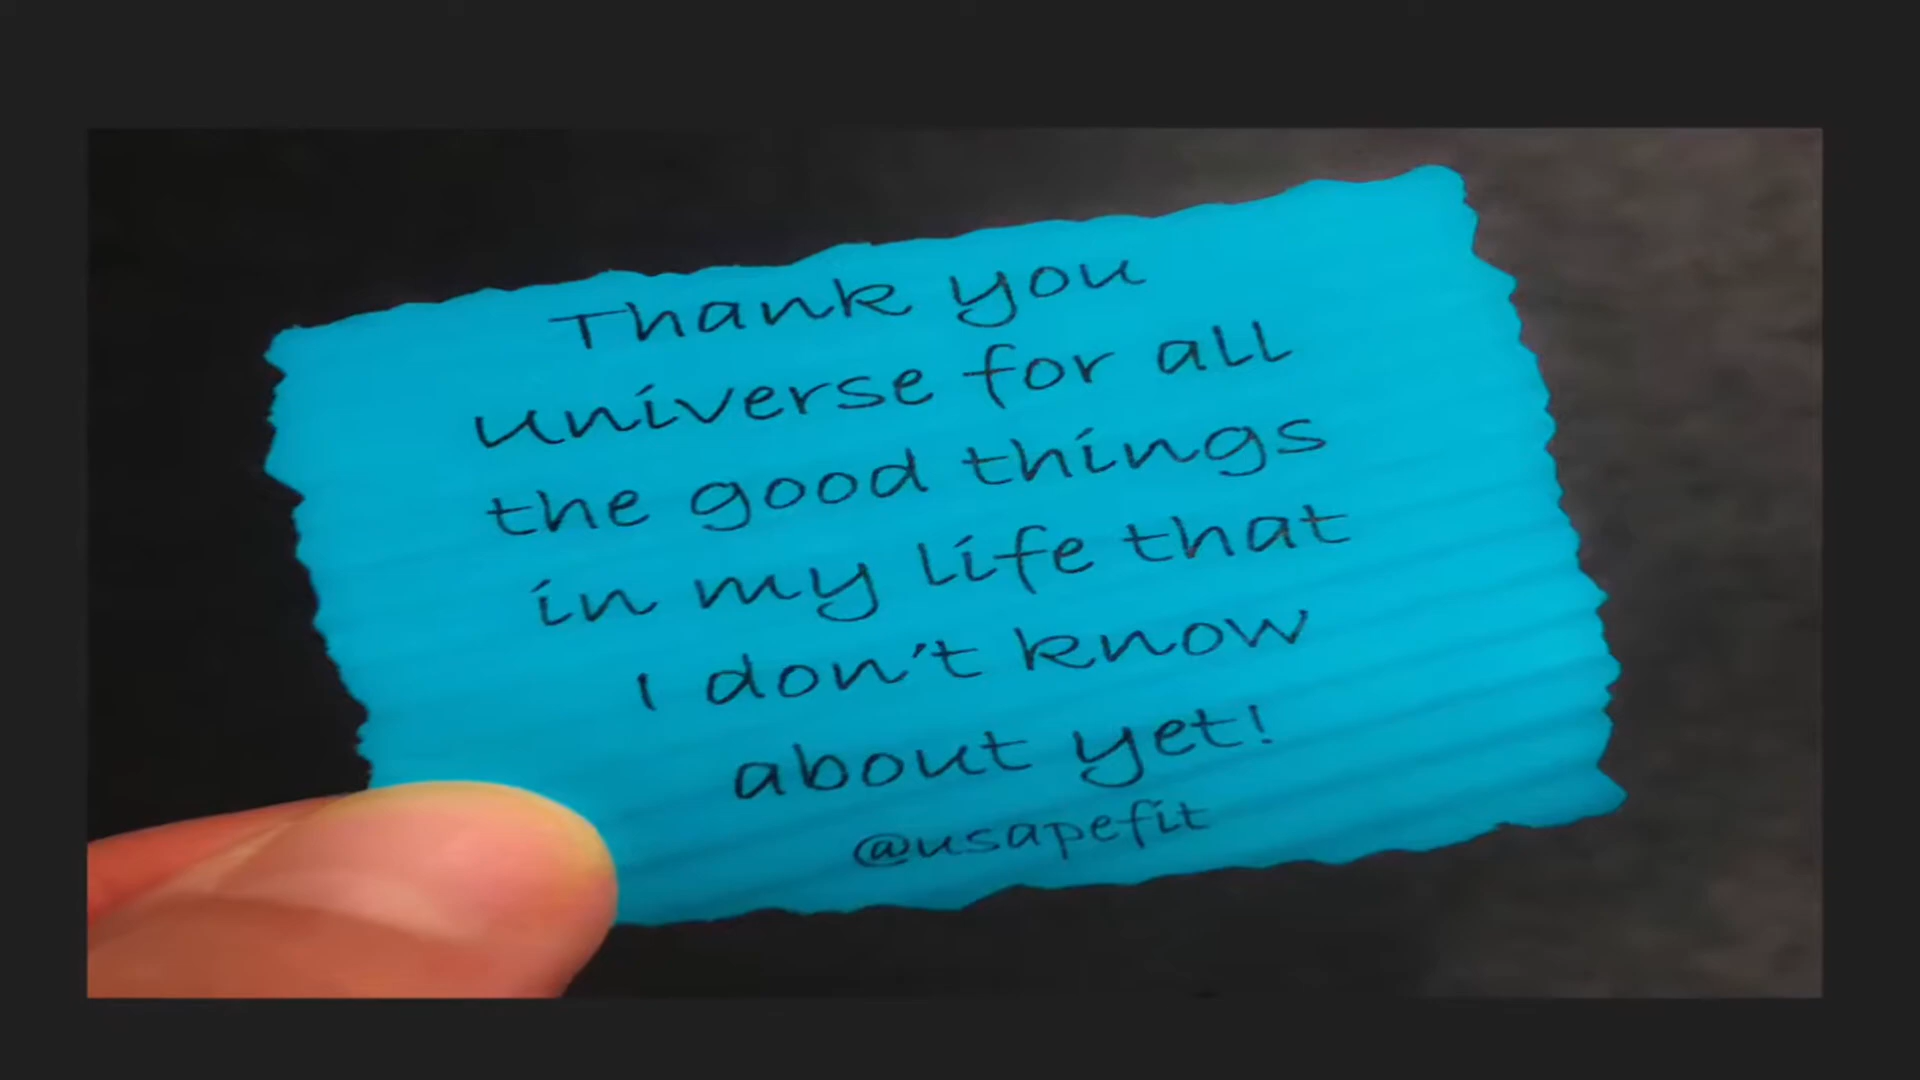 Thank you
universe for all
the good things
in my life that
I don't know
about yet!
@usapefit